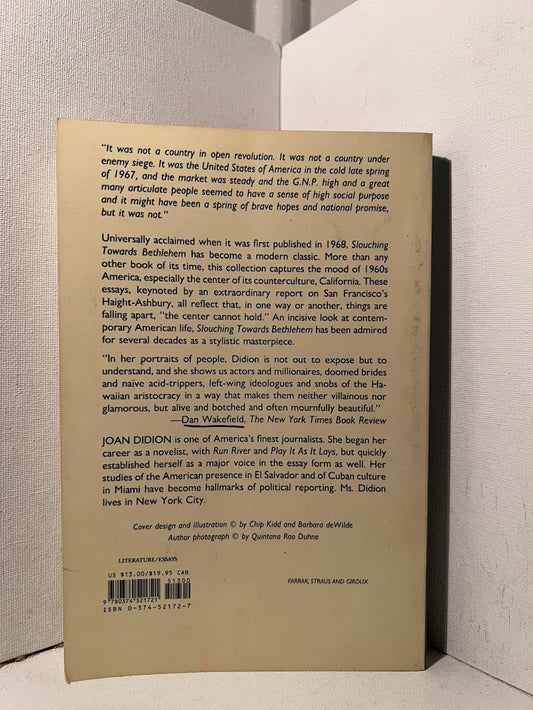 "It was not a country in open revolution. It was not a country under
enemy siege. It was the United States of America in the cold late spring
of 1967, and the market was steady and the G.N.P. high and a great
many articulate people seemed to have a sense of high social purpose
and it might have been a spring of brave hopes and national promise,
but it was not."
Universally acclaimed when it was first published in 1968, Slouching
Towards Bethlehem has become a modern classic. More than any
other book of its time, this collection captures the mood of 1960s
America, especially the center of its counterculture, California. These
essays, keynoted by an extraordinary report on San Francisco's
Haight-Ashbury, all reflect that, in one way or another, things are
falling apart, "the center cannot hold." An incisive look at contem-
porary American life, Slouching Towards Bethlehem has been admired
for several decades as a stylistic masterpiece.
"In her portraits of people, Didion is not out to expose but to
understand, and she shows us actors and millionaires, doomed brides
and naïve acid-trippers, left-wing ideologues and snobs of the Ha-
waiian aristocracy in a way that makes them neither villainous nor
glamorous, but alive and botched and often mournfully beautiful."
—Dan Wakefield, The New York Times Book Review
JOAN DIDION is one of America's finest journalists. She began her
career as a novelist, with Run River and Play It As It Lays, but quickly
established herself as a major voice in the essay form as well. Her
studies of the American presence in El Salvador and of Cuban culture
in Miami have become hallmarks of political reporting. Ms. Didion
lives in New York City.
Cover design and illustration © by Chip Kidd and Barbara deWilde
Author photograph © by Quintana Roo Duhne
LITERATURE/ESSAYS
US $13.00/$19.95 CAN
51300
9 780374 521721
ISBN 0-374-52172-7
FARRAR, STRAUS AND GIROUX